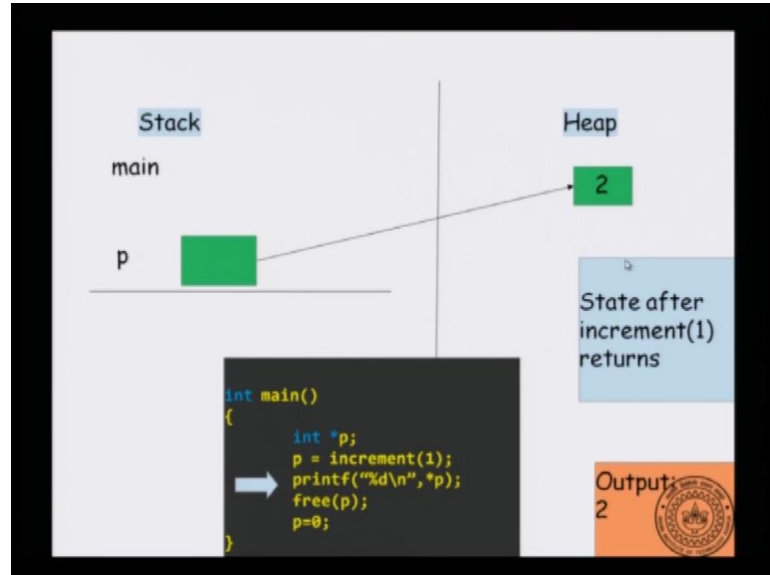 Stack
Heap
main
2
p
State after
increment(1)
returns
int main()
{
int *p;
p = increment(1);
printf("%d\n",*p);
free(p);
p=0;
}
Output:
2